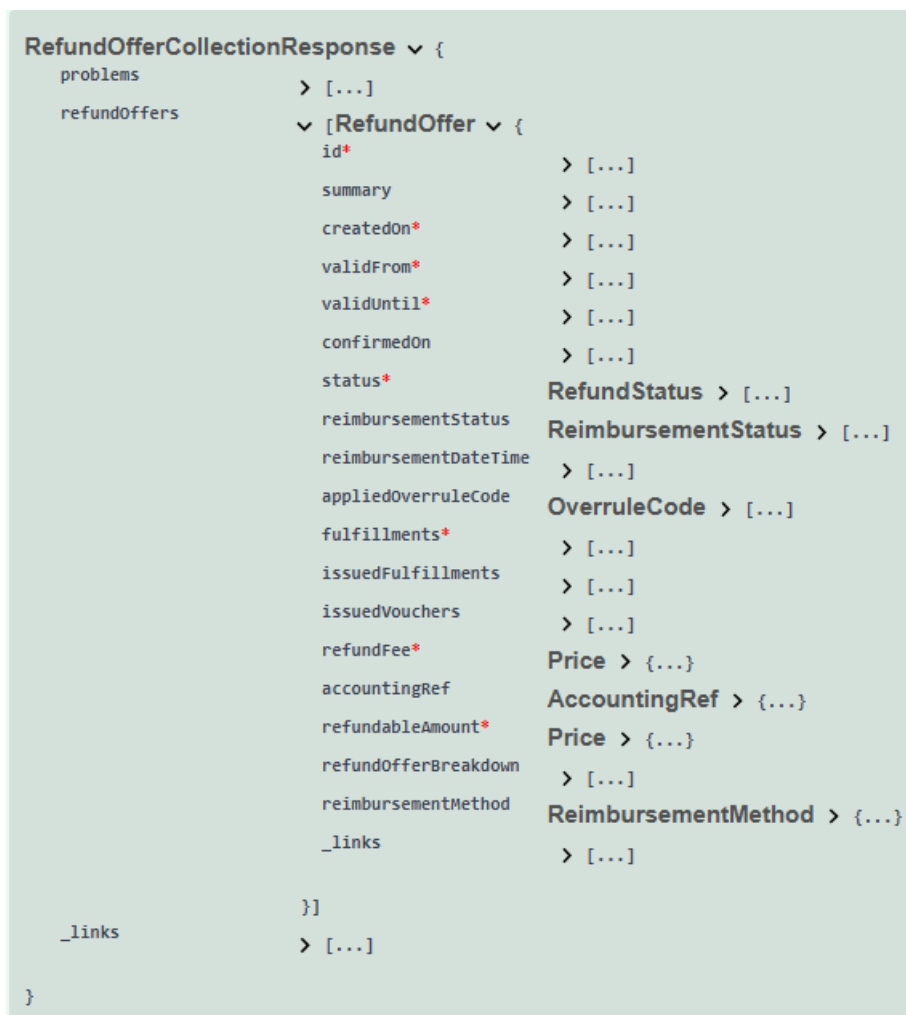 RefundOfferCollectionResponse {
problems [...]
refundOffers [RefundOffer {
id* [...]
summary [...]
createdOn* [...]
validFrom* [...]
validUntil* [...]
confirmedOn [...]
status* RefundStatus [...]
reimbursementStatus ReimbursementStatus [...]
reimbursementDateTime [...]
appliedOverruleCode OverruleCode [...]
fulfillments* [...]
issuedFulfillments [...]
issuedVouchers [...]
refundFee* Price {...}
accountingRef AccountingRef {...}
refundableAmount* Price {...}
refundOfferBreakdown [...]
reimbursementMethod ReimbursementMethod {...}
_links [...]
}]
_links [...]
}